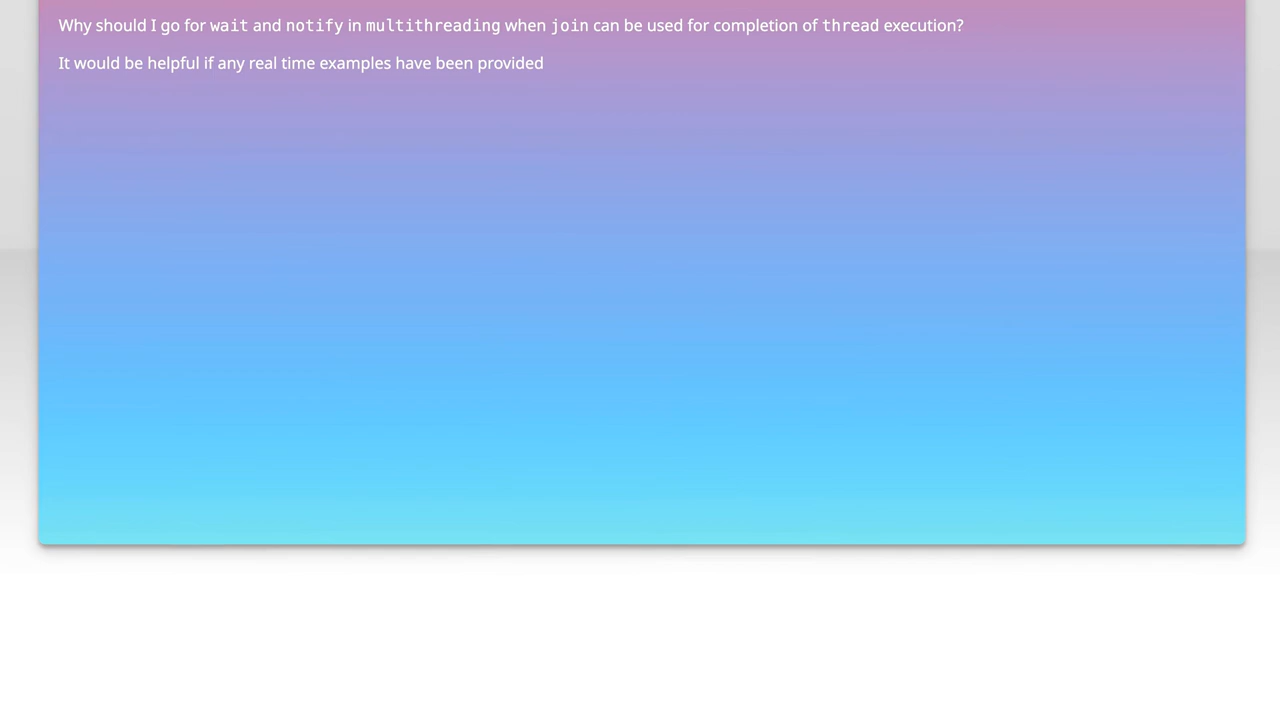 Why should I go for wait and notify in multithreading when join can be used for completion of thread execution?
It would be helpful if any real time examples have been provided